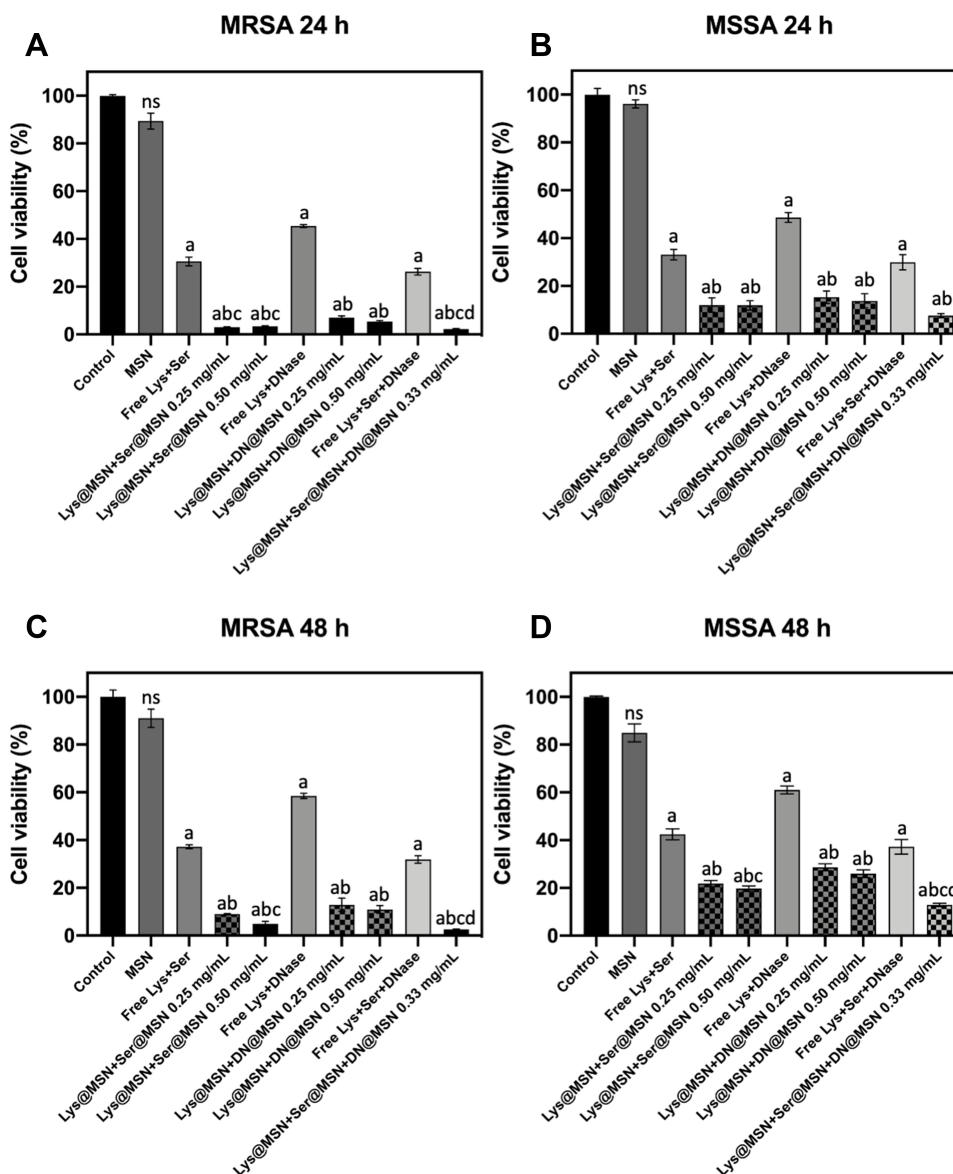 A
MRSA 24 h
Cell viability (%)
100
80
60
40
20
0
ns
a
abc
abc
a
ab
ab
a
abcd
Control
MSN
Free Lys+Ser
Lys@MSN+Ser@MSN 0.25 mg/mL
Lys@MSN+Ser@MSN 0.50 mg/mL
Free Lys+DNase
Lys@MSN+DN@MSN 0.25 mg/mL
Lys@MSN+DN@MSN 0.50 mg/mL
Free Lys+Ser+DNase
Lys@MSN+Ser@MSN+DN@MSN 0.33 mg/mL
B
MSSA 24 h
Cell viability (%)
100
80
60
40
20
0
ns
a
ab
ab
a
ab
ab
a
ab
Control
MSN
Free Lys+Ser
Lys@MSN+Ser@MSN 0.25 mg/mL
Lys@MSN+Ser@MSN 0.50 mg/mL
Free Lys+DNase
Lys@MSN+DN@MSN 0.25 mg/mL
Lys@MSN+DN@MSN 0.50 mg/mL
Free Lys+Ser+DNase
Lys@MSN+Ser@MSN+DN@MSN 0.33 mg/mL
C
MRSA 48 h
Cell viability (%)
100
80
60
40
20
0
ns
a
ab
abc
a
ab
ab
a
abcd
Control
MSN
Free Lys+Ser
Lys@MSN+Ser@MSN 0.25 mg/mL
Lys@MSN+Ser@MSN 0.50 mg/mL
Free Lys+DNase
Lys@MSN+DN@MSN 0.25 mg/mL
Lys@MSN+DN@MSN 0.50 mg/mL
Free Lys+Ser+DNase
Lys@MSN+Ser@MSN+DN@MSN 0.33 mg/mL
D
MSSA 48 h
Cell viability (%)
100
80
60
40
20
0
ns
a
ab
abc
a
ab
ab
a
abcd
Control
MSN
Free Lys+Ser
Lys@MSN+Ser@MSN 0.25 mg/mL
Lys@MSN+Ser@MSN 0.50 mg/mL
Free Lys+DNase
Lys@MSN+DN@MSN 0.25 mg/mL
Lys@MSN+DN@MSN 0.50 mg/mL
Free Lys+Ser+DNase
Lys@MSN+Ser@MSN+DN@MSN 0.33 mg/mL